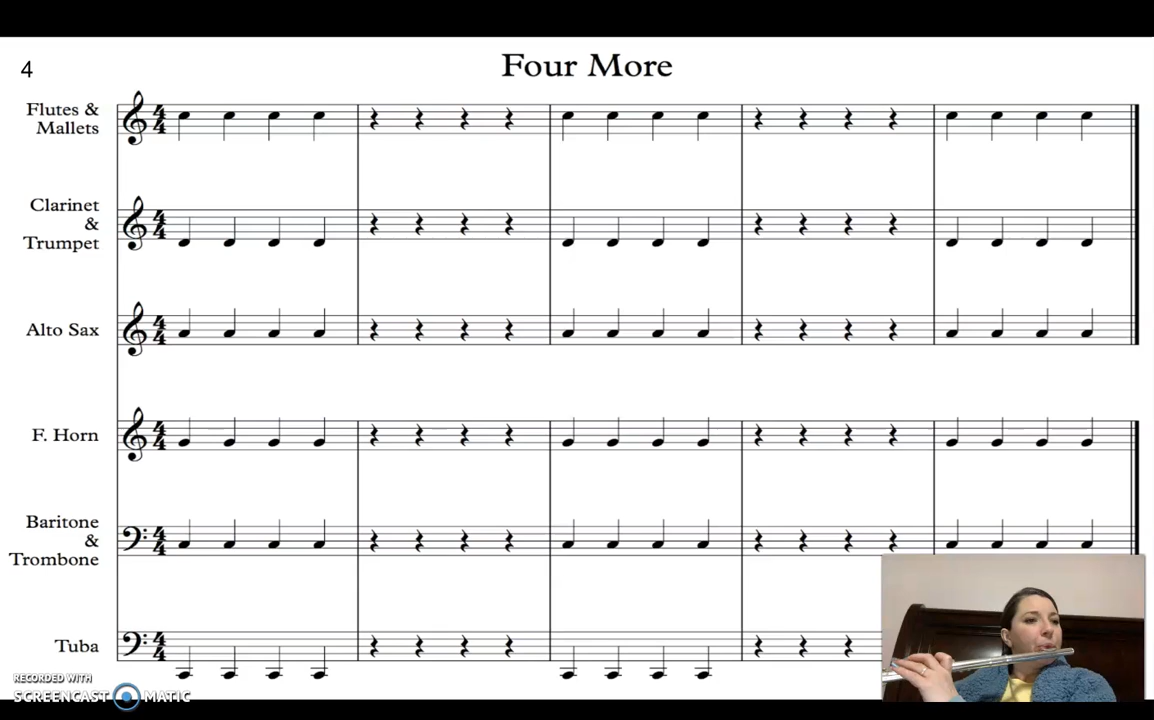 Four More
4
Flutes &
Mallets
Clarinet
&
Trumpet
Alto Sax
F. Horn
Baritone
&
Trombone
Tuba
RECORDED WITH
SCREENCAST MATIC